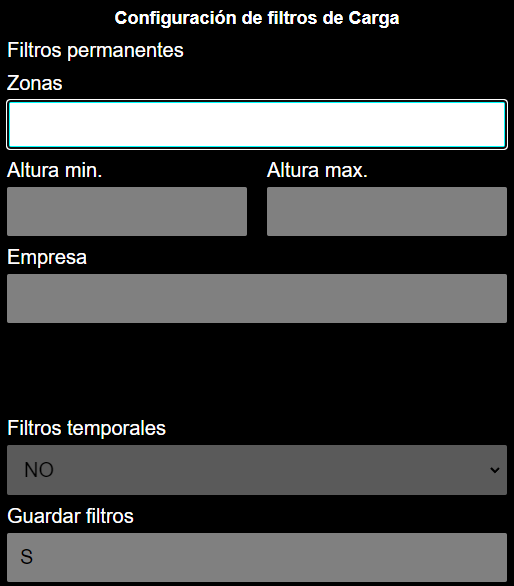 Configuración de filtros de Carga
Filtros permanentes
Zonas
Altura min. Altura max.
Empresa
Filtros temporales
NO
Guardar filtros
S